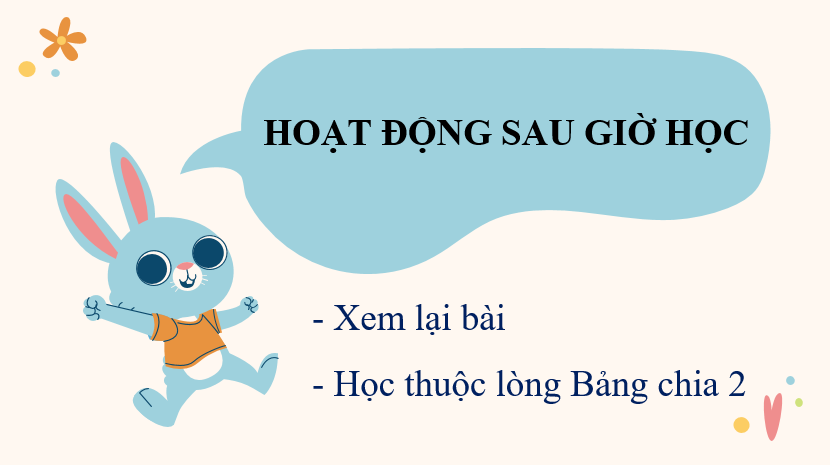 HOẠT ĐỘNG SAU GIỜ HỌC
- Xem lại bài
- Học thuộc lòng Bảng chia 2